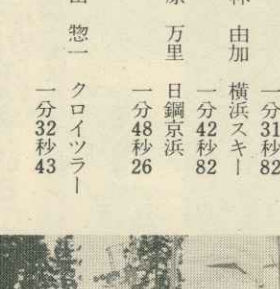 一分31秒82
林 由加 横浜スキー
一分42秒82
原 万里 日鋼京浜
一分48秒26
惣一 クロイツラー
一分32秒43